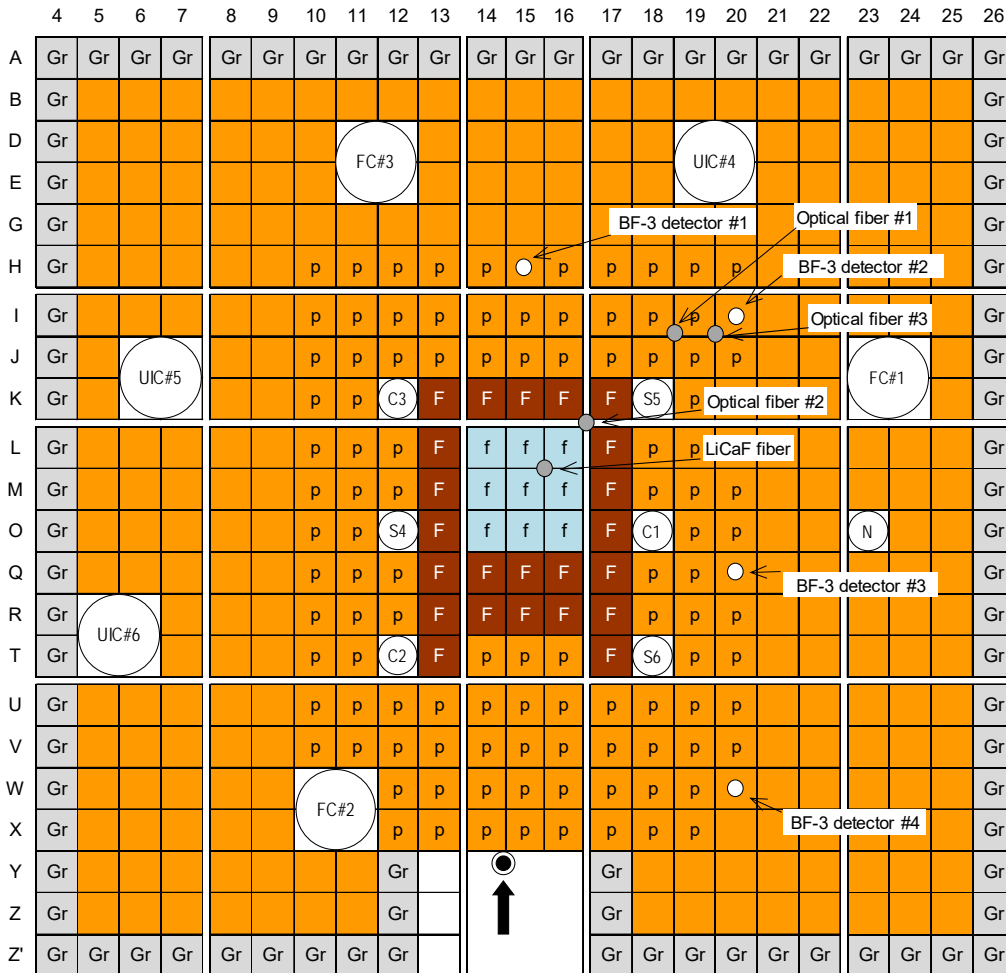 4 5 6 7 8 9 10 11 12 13 14 15 16 17 18 19 20 21 22 23 24 25 26
A Gr Gr Gr Gr Gr Gr Gr Gr Gr Gr Gr Gr Gr Gr Gr Gr Gr Gr Gr Gr Gr Gr Gr
B Gr Gr
D Gr Gr
FC#3 UIC#4
E Gr Gr
G Gr BF-3 detector #1 Optical fiber #1 Gr
H Gr p p p p p p p p p p BF-3 detector #2 Gr
I Gr p p p p p p p p p p Optical fiber #3 Gr
J Gr p p p p p p p p p p p Gr
UIC#5 FC#1
K Gr p p C3 F F F F F S5 p Gr
Optical fiber #2
L Gr p p p F f f f F p p LiCaF fiber Gr
M Gr p p p F f f f F p p p Gr
O Gr p p S4 F f f f F C1 p p N Gr
Q Gr p p p F F F F F p p BF-3 detector #3 Gr
R Gr p p p F F F F F p p p Gr
UIC#6
T Gr p p C2 F p p p F S6 p p Gr
U Gr p p p p p p p p p p p Gr
V Gr p p p p p p p p p p p Gr
W Gr p p p p p p p p Gr
FC#2
X Gr p p p p p p p p BF-3 detector #4 Gr
Y Gr Gr Gr Gr
Z Gr Gr Gr Gr
Z' Gr Gr Gr Gr Gr Gr Gr Gr Gr Gr Gr Gr Gr Gr Gr Gr Gr Gr Gr